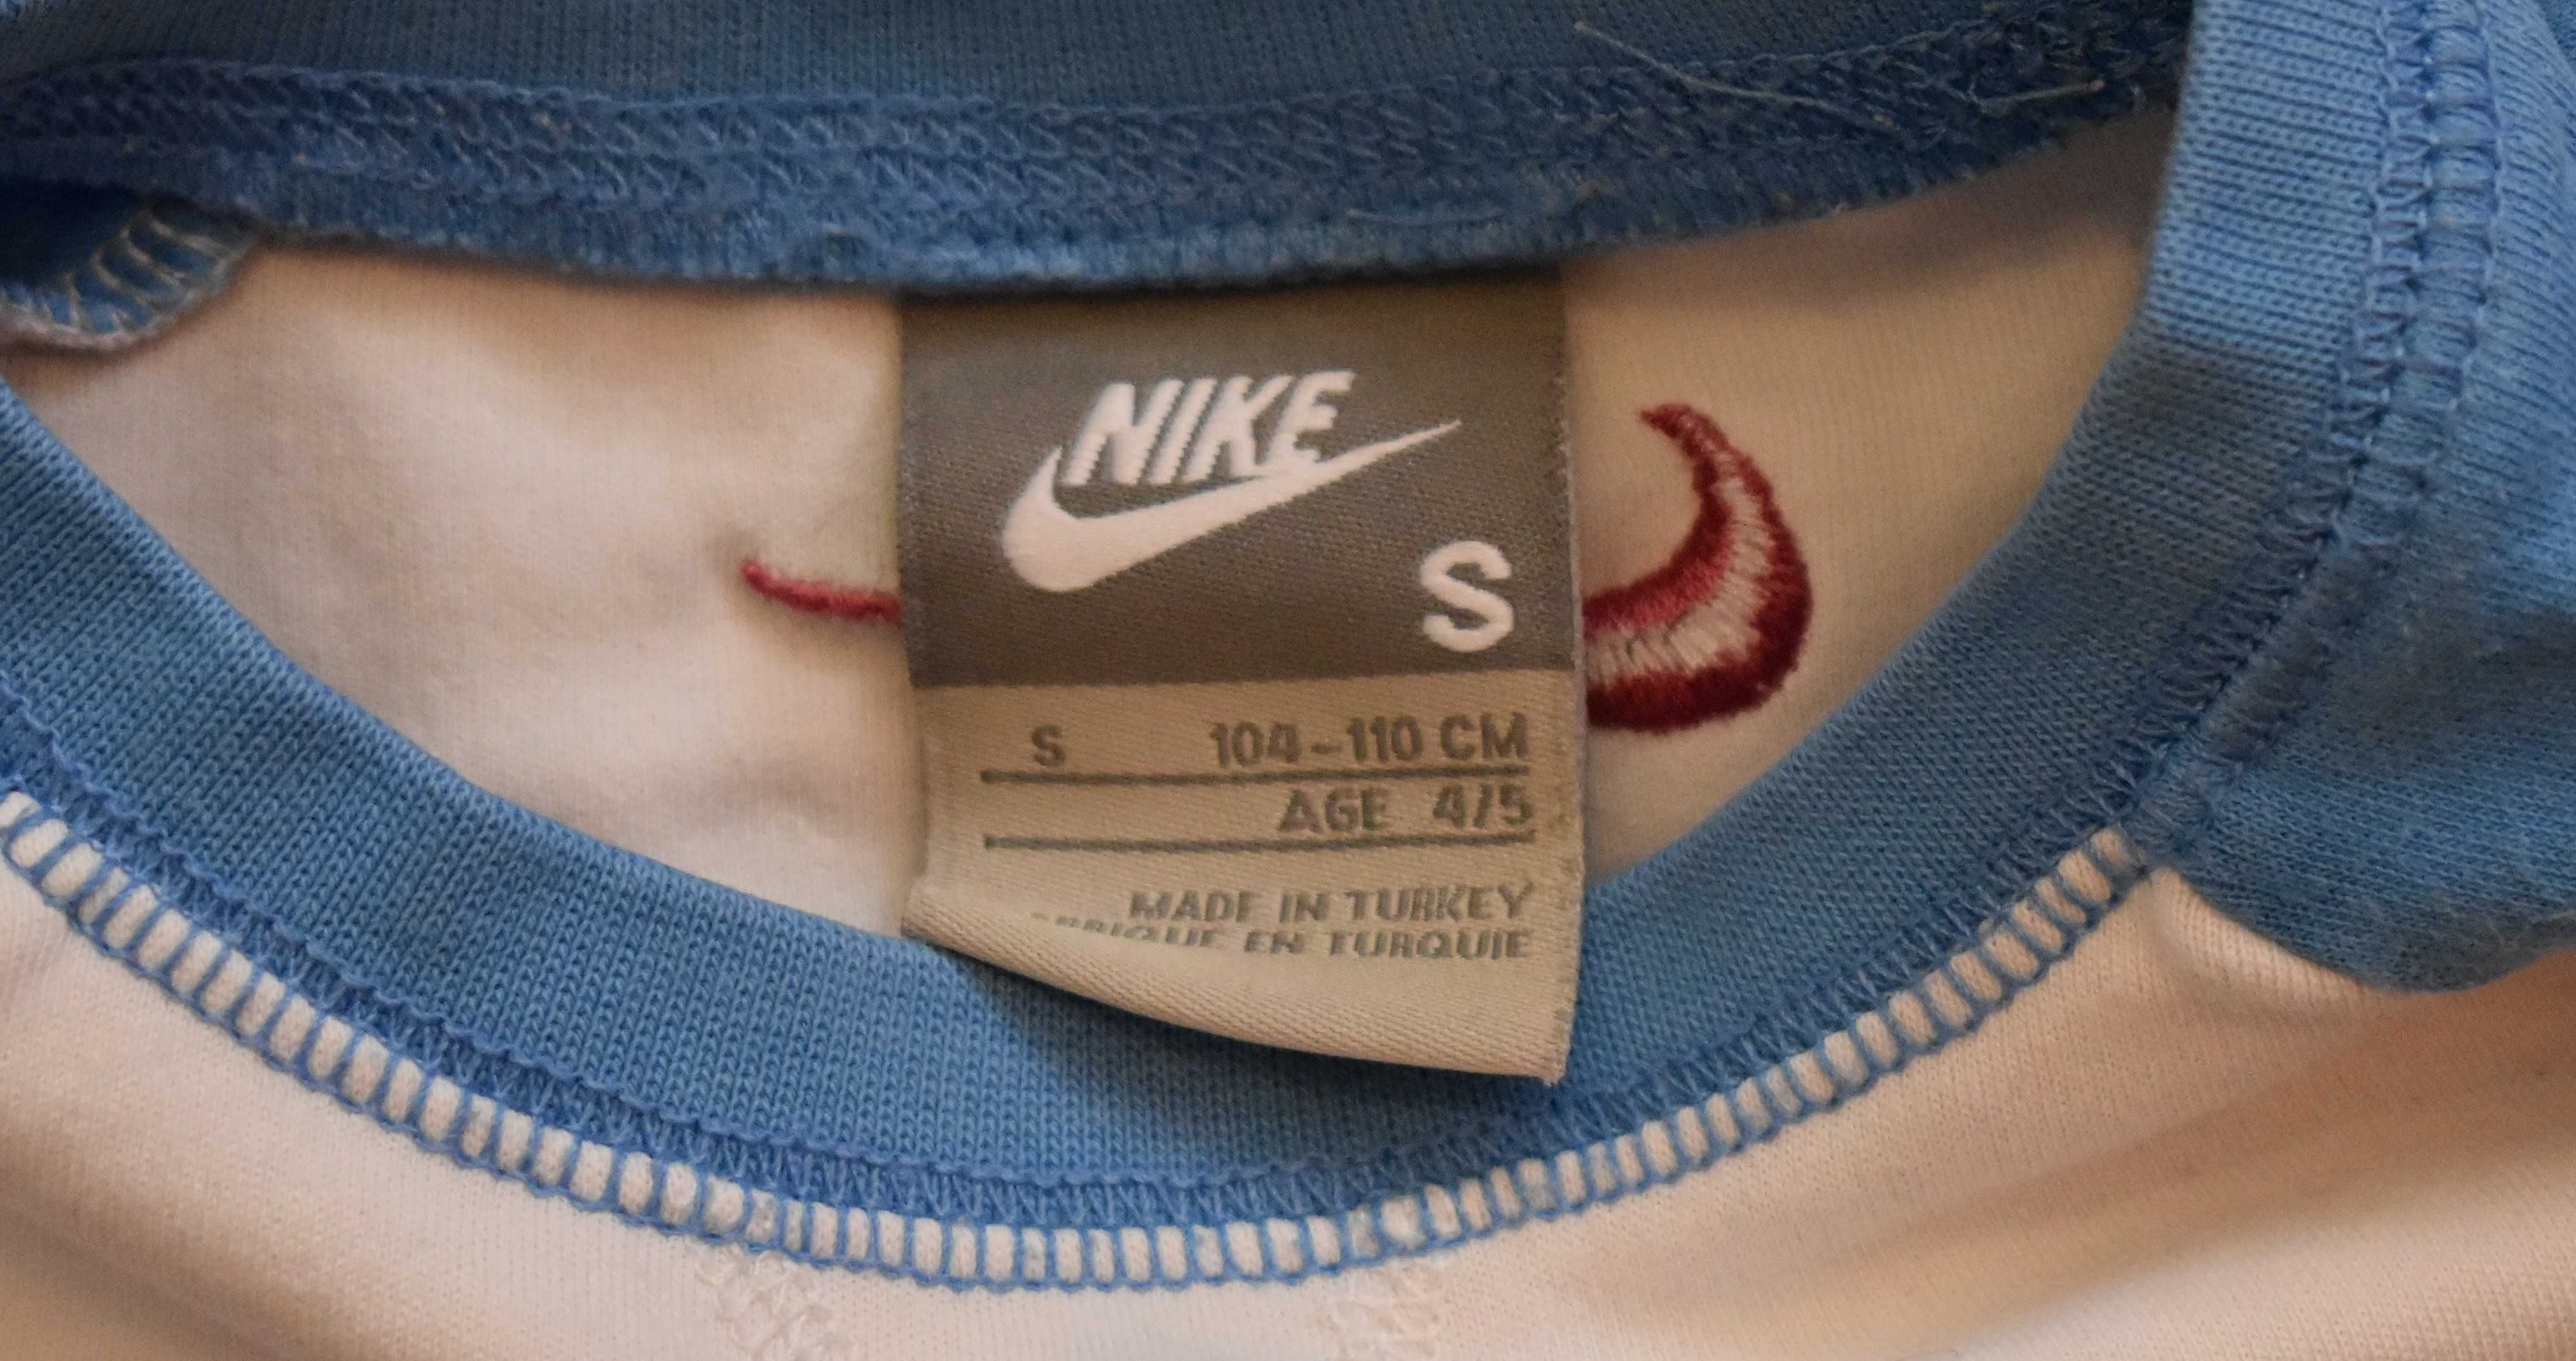 NIKE
S
S 104-110 CM
AGE 4/5
MADE IN TURKEY
EN TURQUIE